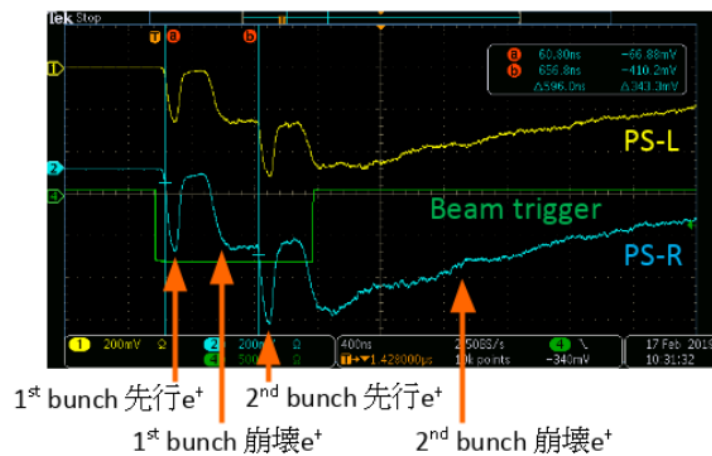 Tek Stop
T a b
a 60.80ns -66.88mV
b 656.8ns -410.2mV
Δ596.0ns Δ343.3mV
1
PS-L
2
4
Beam trigger
PS-R
1 200mV Ω 2 200mV Ω 400ns 2.50GS/s 4 17 Feb 2019
4 Ω T→▼1.428000μs 10k points -340mV 10:31:32
1st bunch 先行e+ 2nd bunch 先行e+
1st bunch 崩壊e+ 2nd bunch 崩壊e+